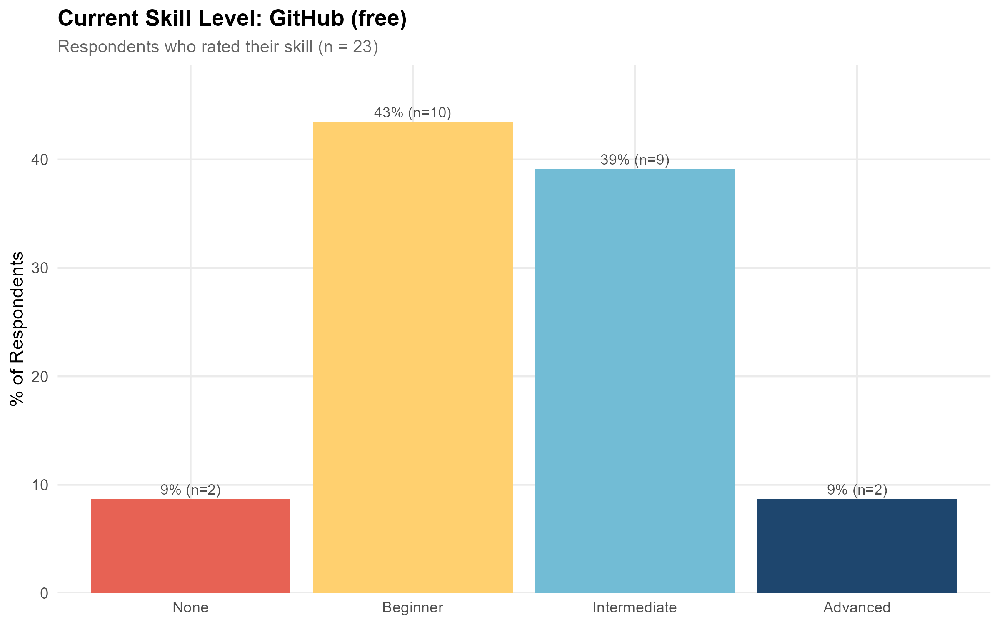 Current Skill Level: GitHub (free)
Respondents who rated their skill (n = 23)
% of Respondents
40
30
20
10
0
9% (n=2)
43% (n=10)
39% (n=9)
9% (n=2)
None
Beginner
Intermediate
Advanced